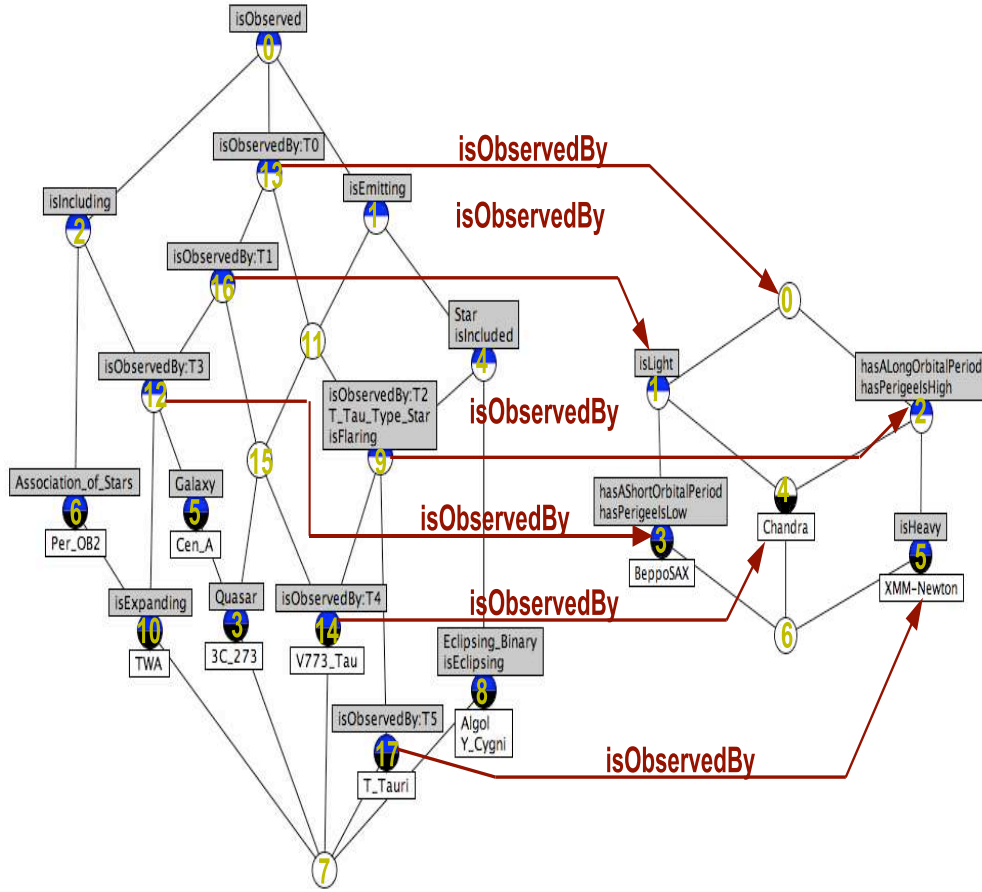 isObserved
0
isObservedBy:T0
13
isObservedBy
isIncluding
2
isEmitting
1
isObservedBy
isObservedBy:T1
16
0
Star
isIncluded
4
11
isObservedBy:T3
12
isLight
1
hasALongOrbitalPeriod
hasPerigeeIsHigh
2
isObservedBy:T2
T_Tau_Type_Star
isFlaring
9
isObservedBy
15
Association_of_Stars
6
Per_OB2
Galaxy
5
Cen_A
hasAShortOrbitalPeriod
hasPerigeeIsLow
3
BeppoSAX
4
Chandra
isHeavy
5
XMM-Newton
isObservedBy
isExpanding
10
TWA
Quasar
3
3C_273
isObservedBy:T4
14
V773_Tau
isObservedBy
6
Eclipsing_Binary
isEclipsing
8
Algol
Y_Cygni
isObservedBy:T5
17
T_Tauri
isObservedBy
7